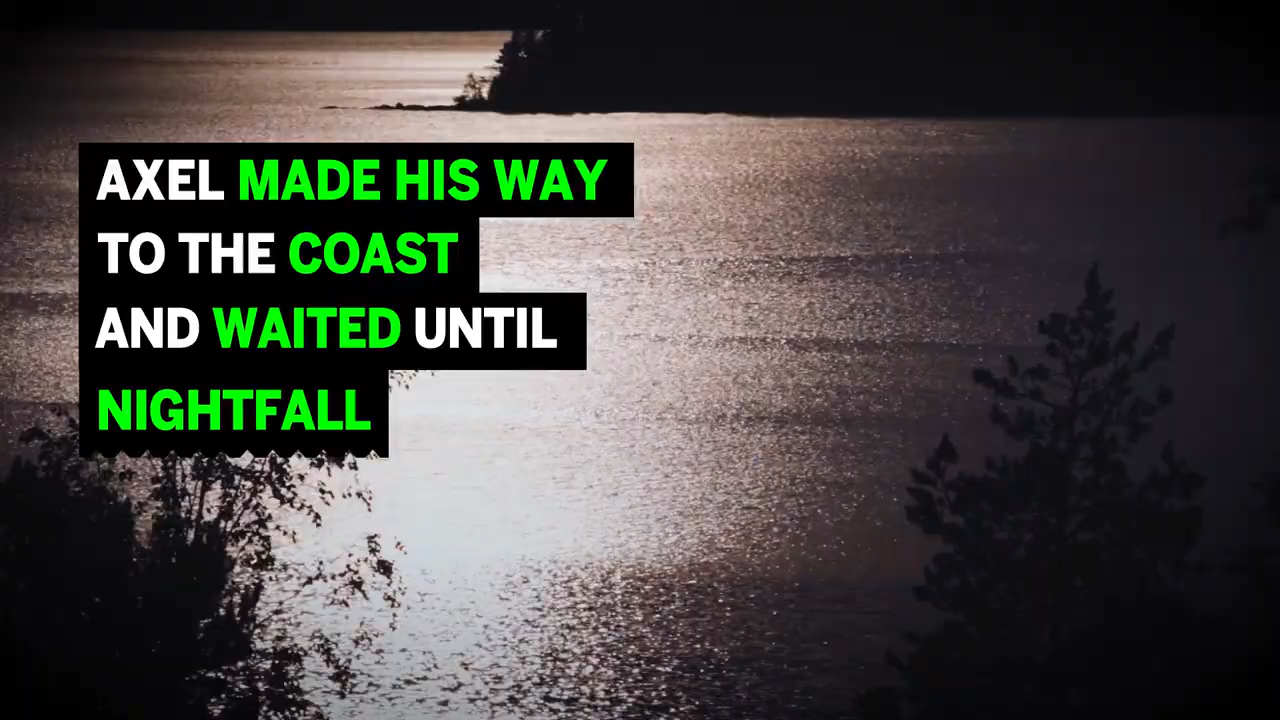 AXEL MADE HIS WAY
TO THE COAST
AND WAITED UNTIL
NIGHTFALL